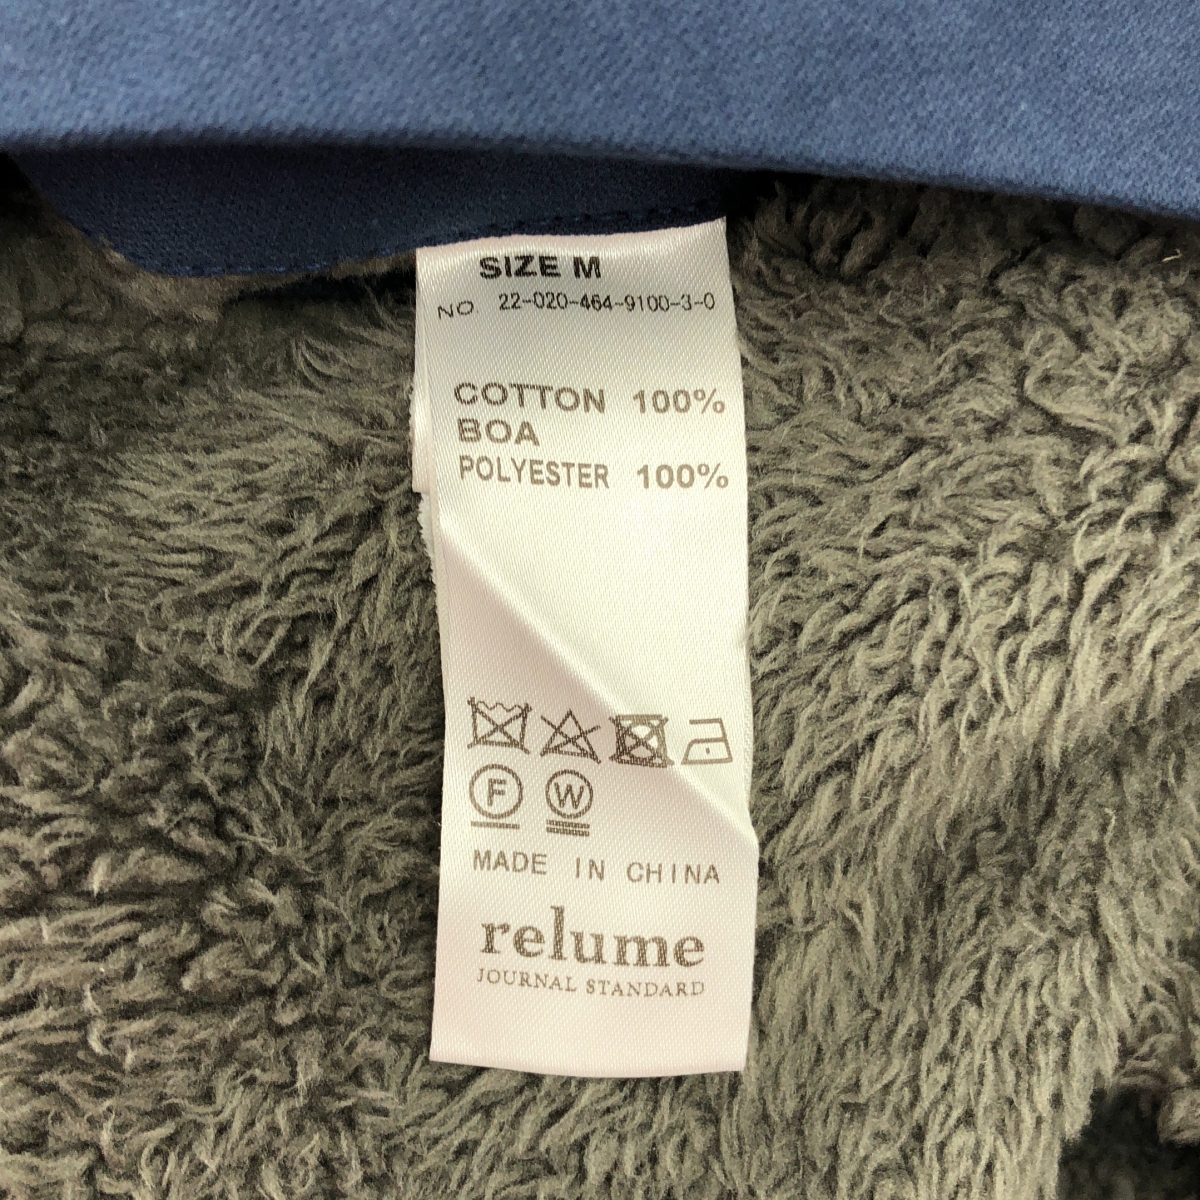 SIZE M
NO. 22-020-464-9100-3-0
COTTON 100%
BOA
POLYESTER 100%
F W
MADE IN CHINA
relume
JOURNAL STANDARD